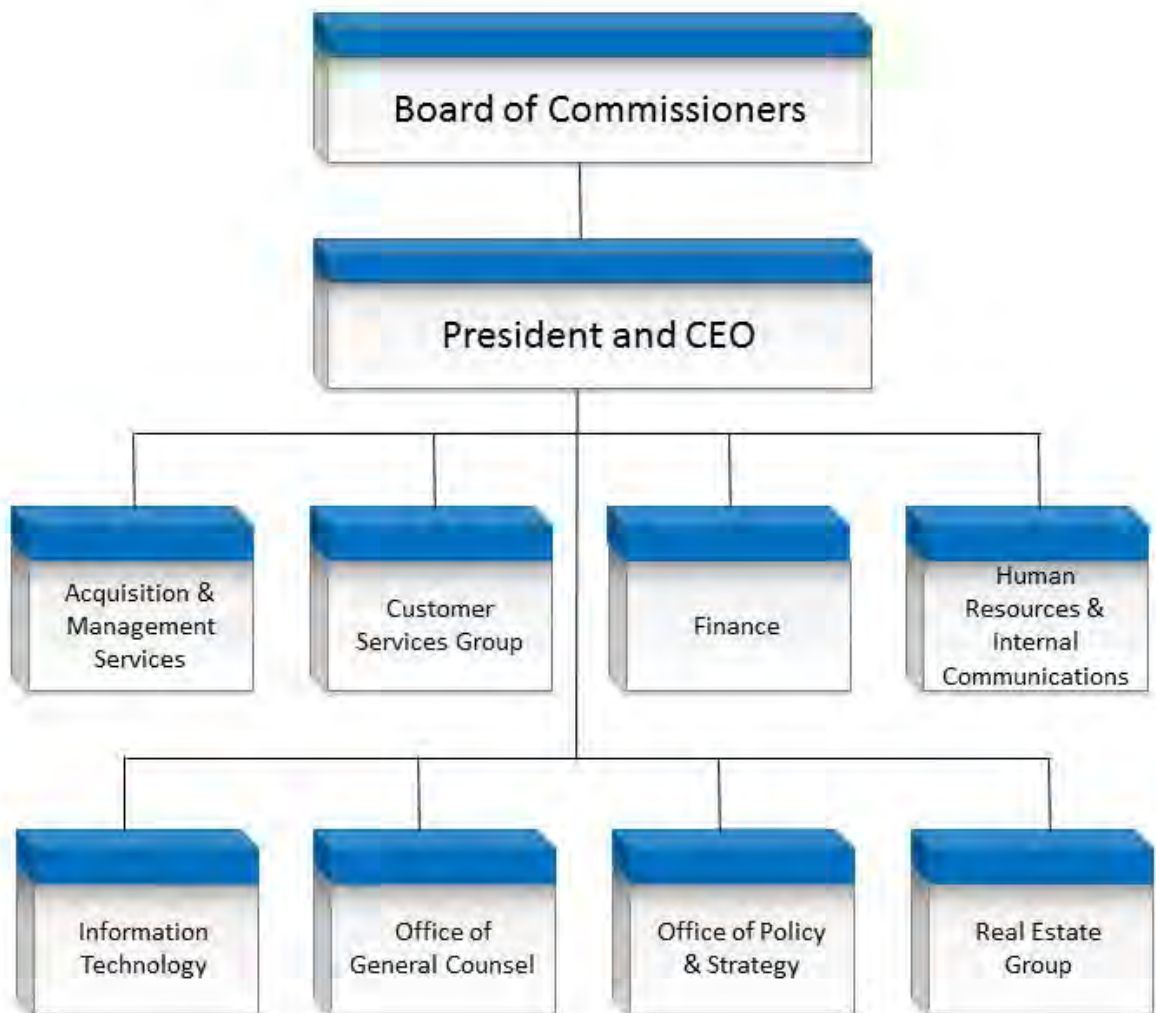 Board of Commissioners
President and CEO
Acquisition &
Management
Services
Customer
Services Group
Finance
Human
Resources &
Internal
Communications
Information
Technology
Office of
General Counsel
Office of Policy
& Strategy
Real Estate
Group